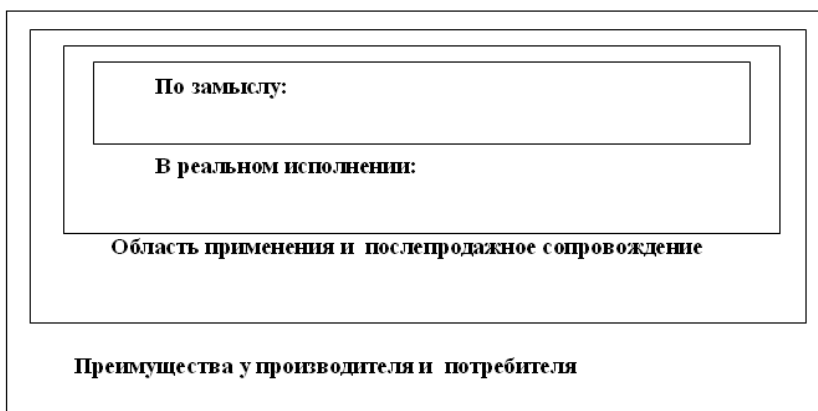 По замыслу:
В реальном исполнении:
Область применения и послепродажное сопровождение
Преимущества у производителя и потребителя